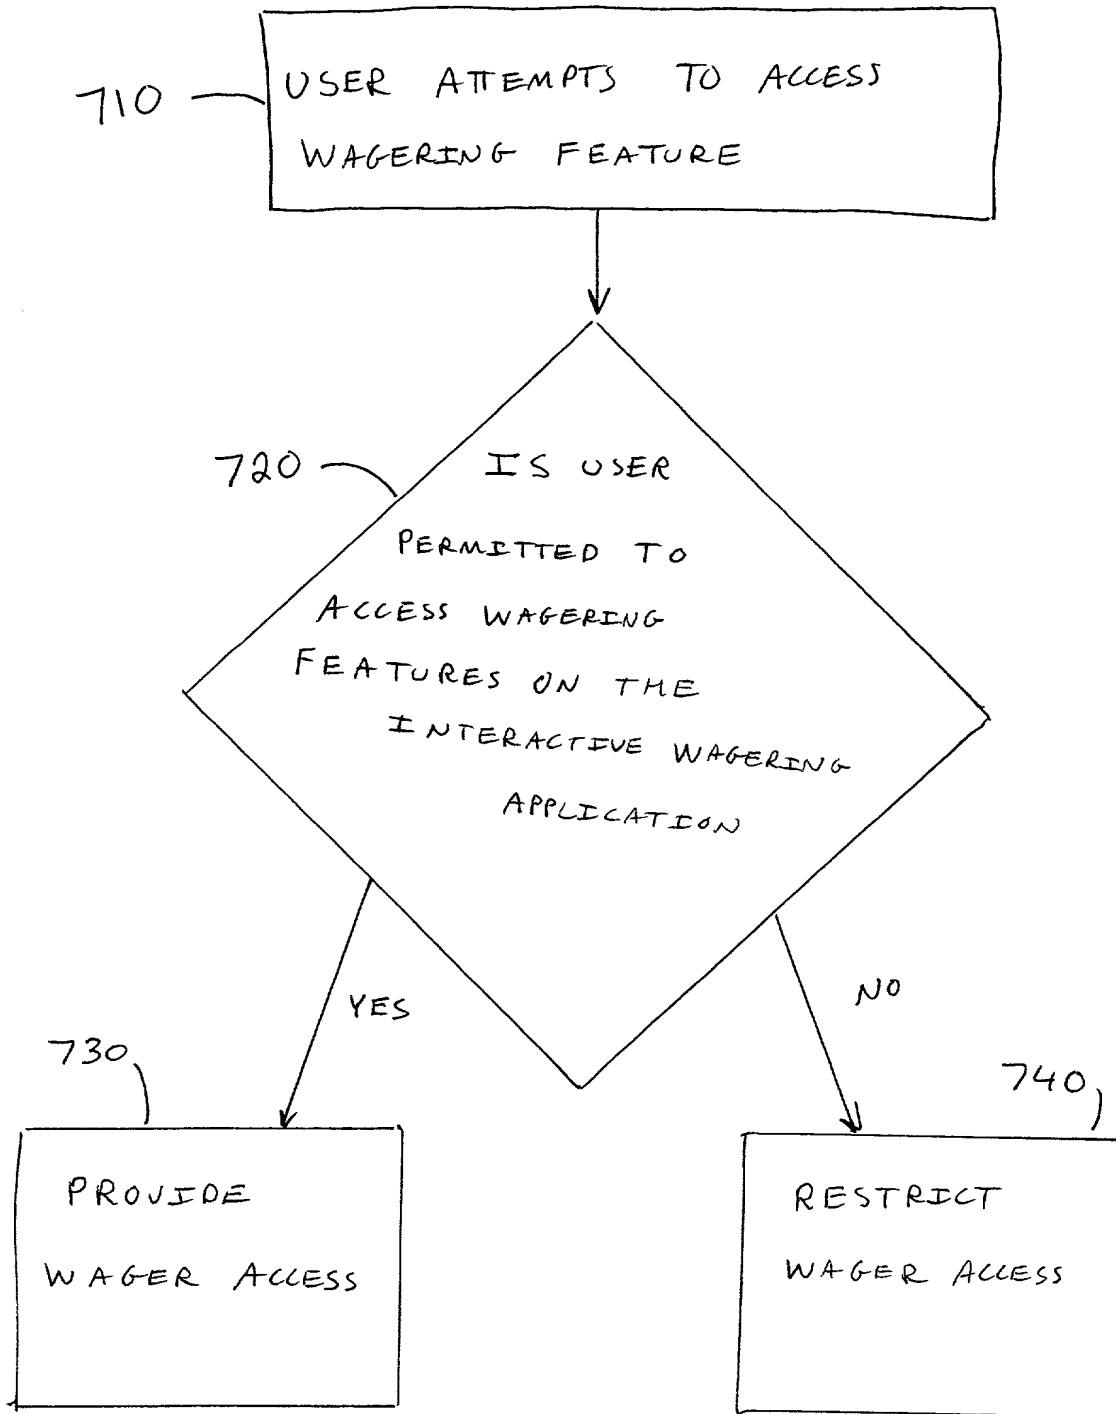 710
USER ATTEMPTS TO ACCESS
WAGERING FEATURE
720
IS USER
PERMITTED TO
ACCESS WAGERING
FEATURES ON THE
INTERACTIVE WAGERING
APPLICATION
YES
NO
730
740
PROVIDE
WAGER ACCESS
RESTRICT
WAGER ACCESS